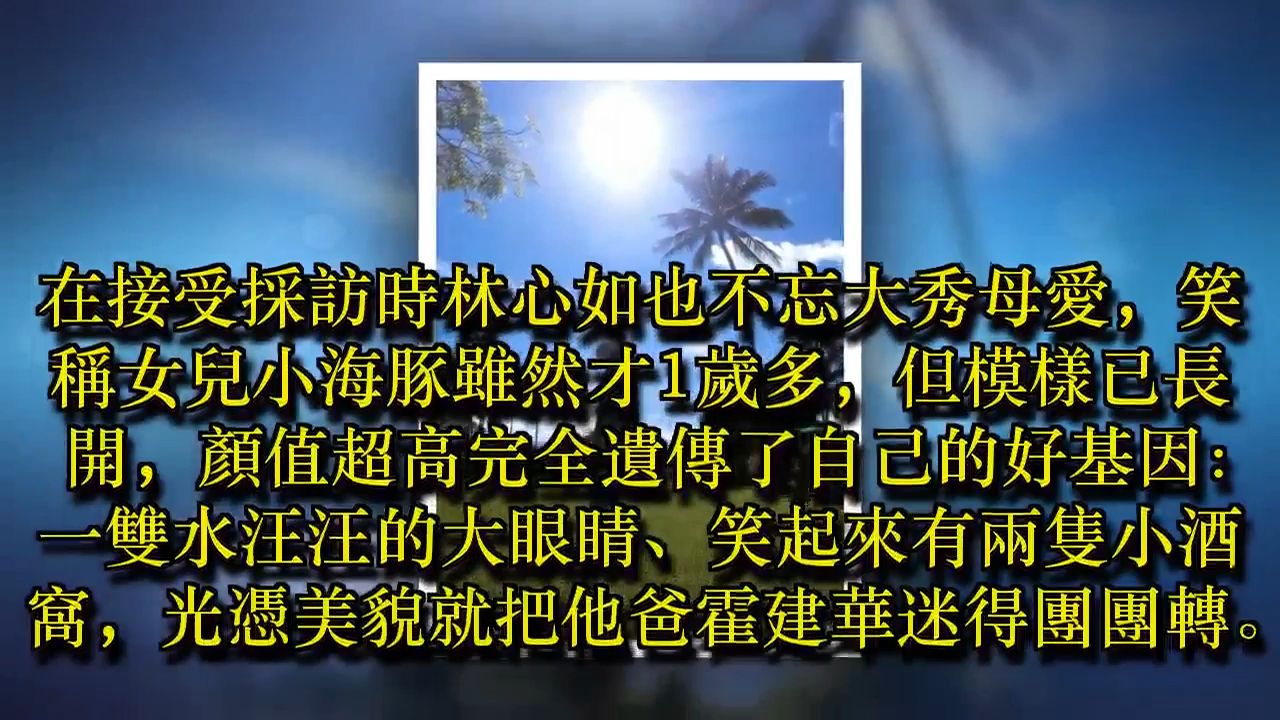 在接受採訪時林心如也不忘大秀母愛，笑
稱女兒小海豚雖然才1歲多，但模樣已長
開，顏值超高完全遺傳了自己的好基因：
一雙水汪汪的大眼睛、笑起來有兩隻小酒
窩，光憑美貌就把他爸霍建華迷得團團轉。